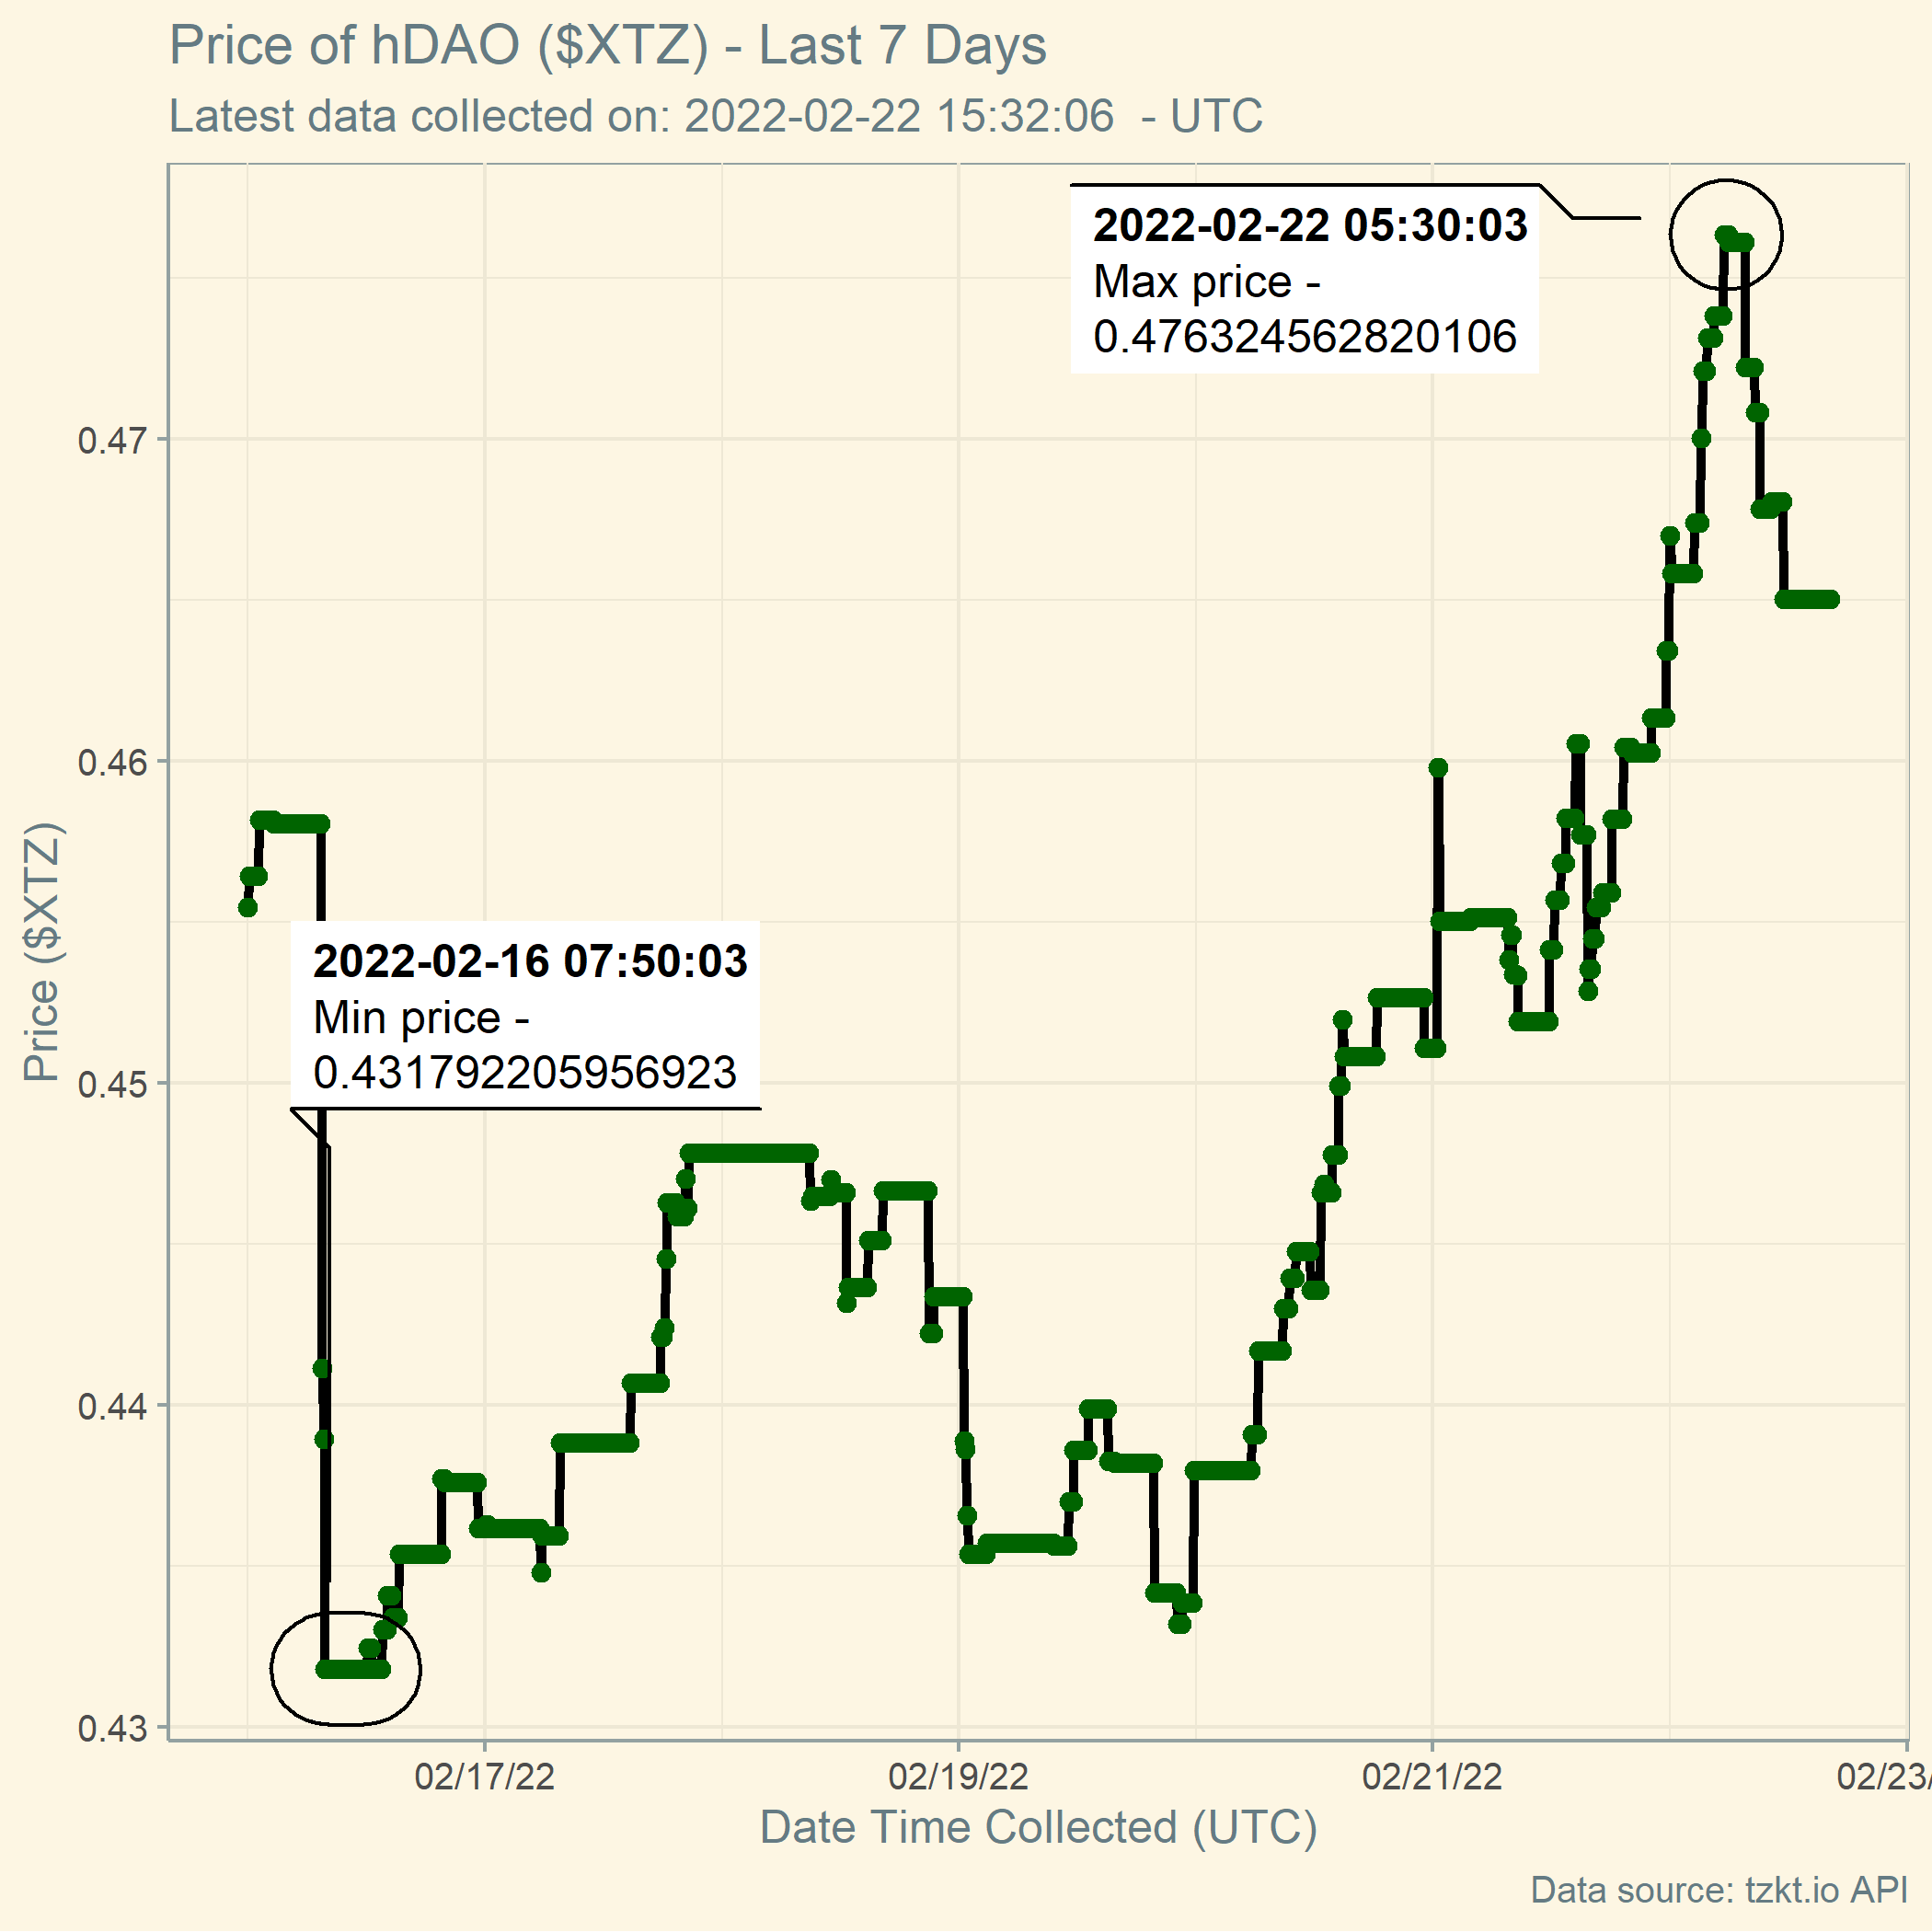 Price of hDAO ($XTZ) - Last 7 Days
Latest data collected on: 2022-02-22 15:32:06  - UTC
2022-02-22 05:30:03
Max price -
0.476324562820106
0.47
0.46
Price ($XTZ)
2022-02-16 07:50:03
Min price -
0.431792205956923
0.45
0.44
0.43
02/17/22
02/19/22
02/21/22
02/23/
Date Time Collected (UTC)
Data source: tzkt.io API